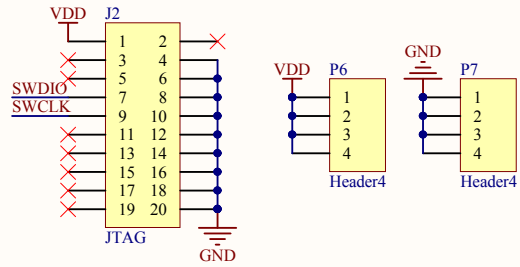 VDD
J2
1 2
3 4
5 6
SWDIO
7 8
SWCLK
9 10
11 12
13 14
15 16
17 18
19 20
JTAG
GND
VDD
P6
1
2
3
4
Header4
GND
P7
1
2
3
4
Header4